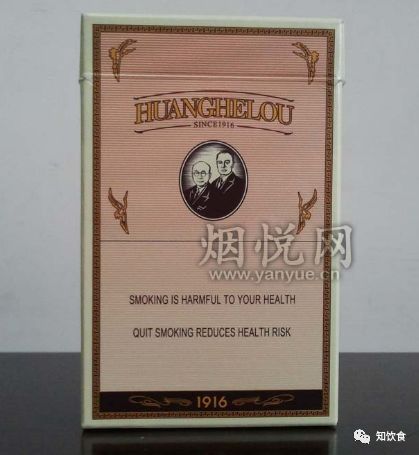 HUANGHELOU
SINCE1916
烟悦网
www.yanyue.cn
SMOKING IS HARMFUL TO YOUR HEALTH
QUIT SMOKING REDUCES HEALTH RISK
1916
知饮食